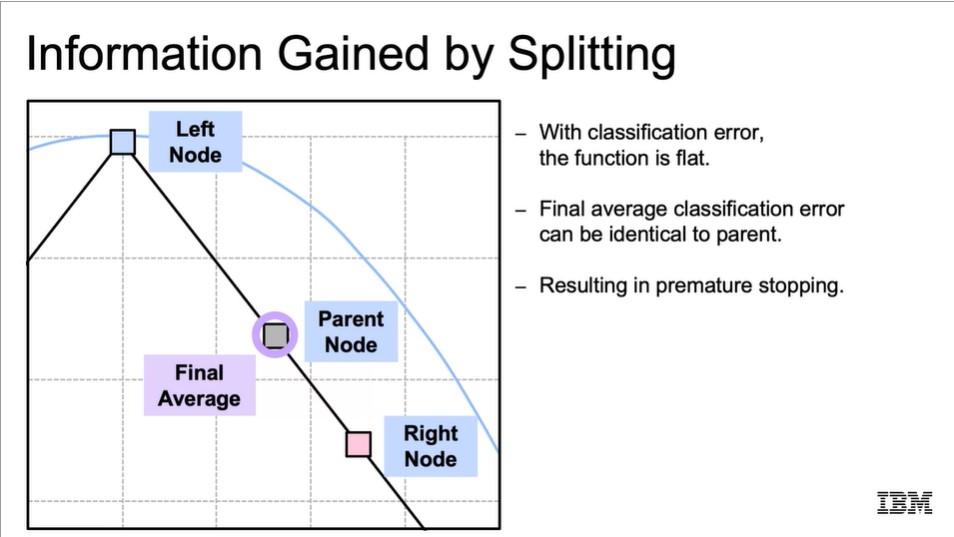 Information Gained by Splitting
Left
Node
Parent
Node
Final
Average
Right
Node
– With classification error,
the function is flat.
– Final average classification error
can be identical to parent.
– Resulting in premature stopping.
IBM